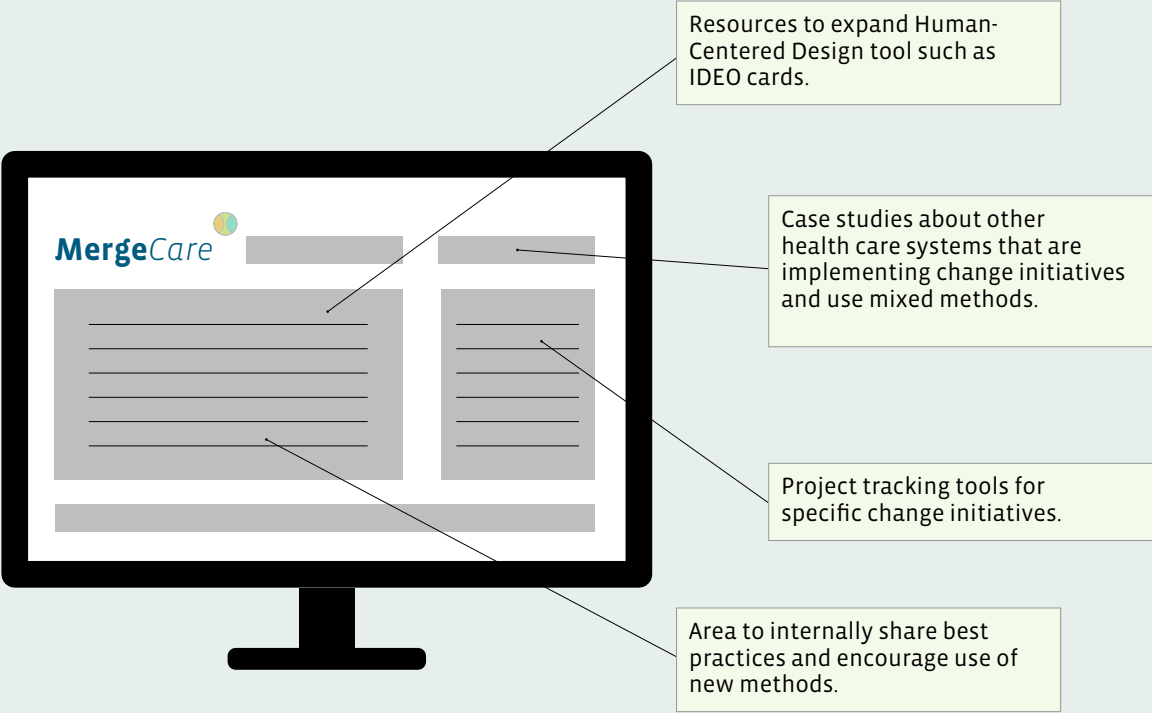 Resources to expand Human-
Centered Design tool such as
IDEO cards.
MergeCare
Case studies about other
health care systems that are
implementing change initiatives
and use mixed methods.
Project tracking tools for
specific change initiatives.
Area to internally share best
practices and encourage use of
new methods.